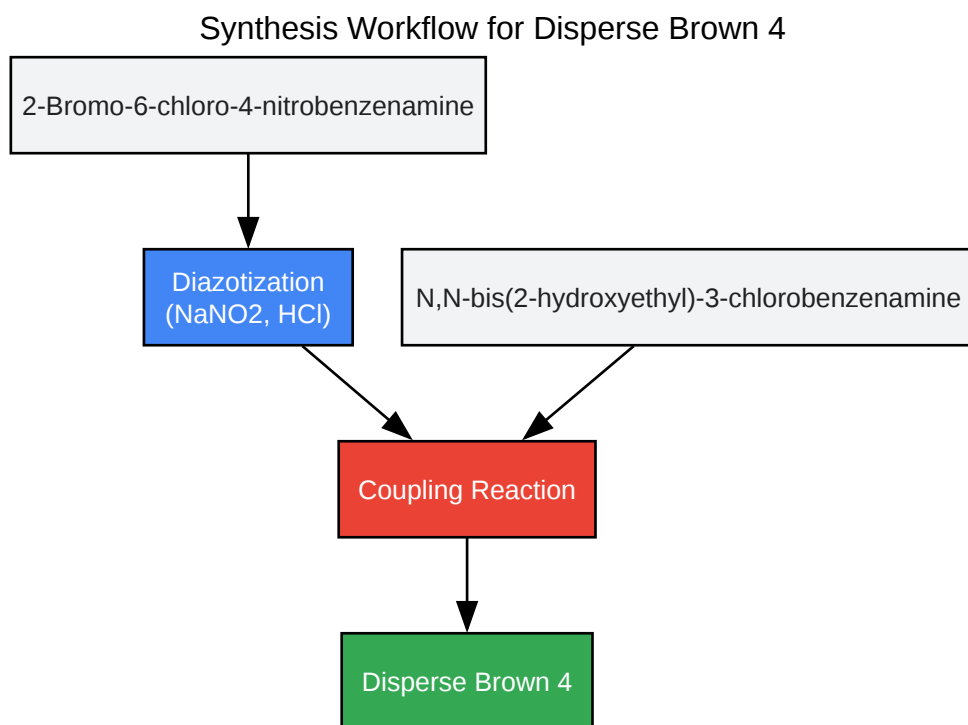 Synthesis Workflow for Disperse Brown 4
2-Bromo-6-chloro-4-nitrobenzenamine
Diazotization
(NaNO2, HCl)
N,N-bis(2-hydroxyethyl)-3-chlorobenzenamine
Coupling Reaction
Disperse Brown 4